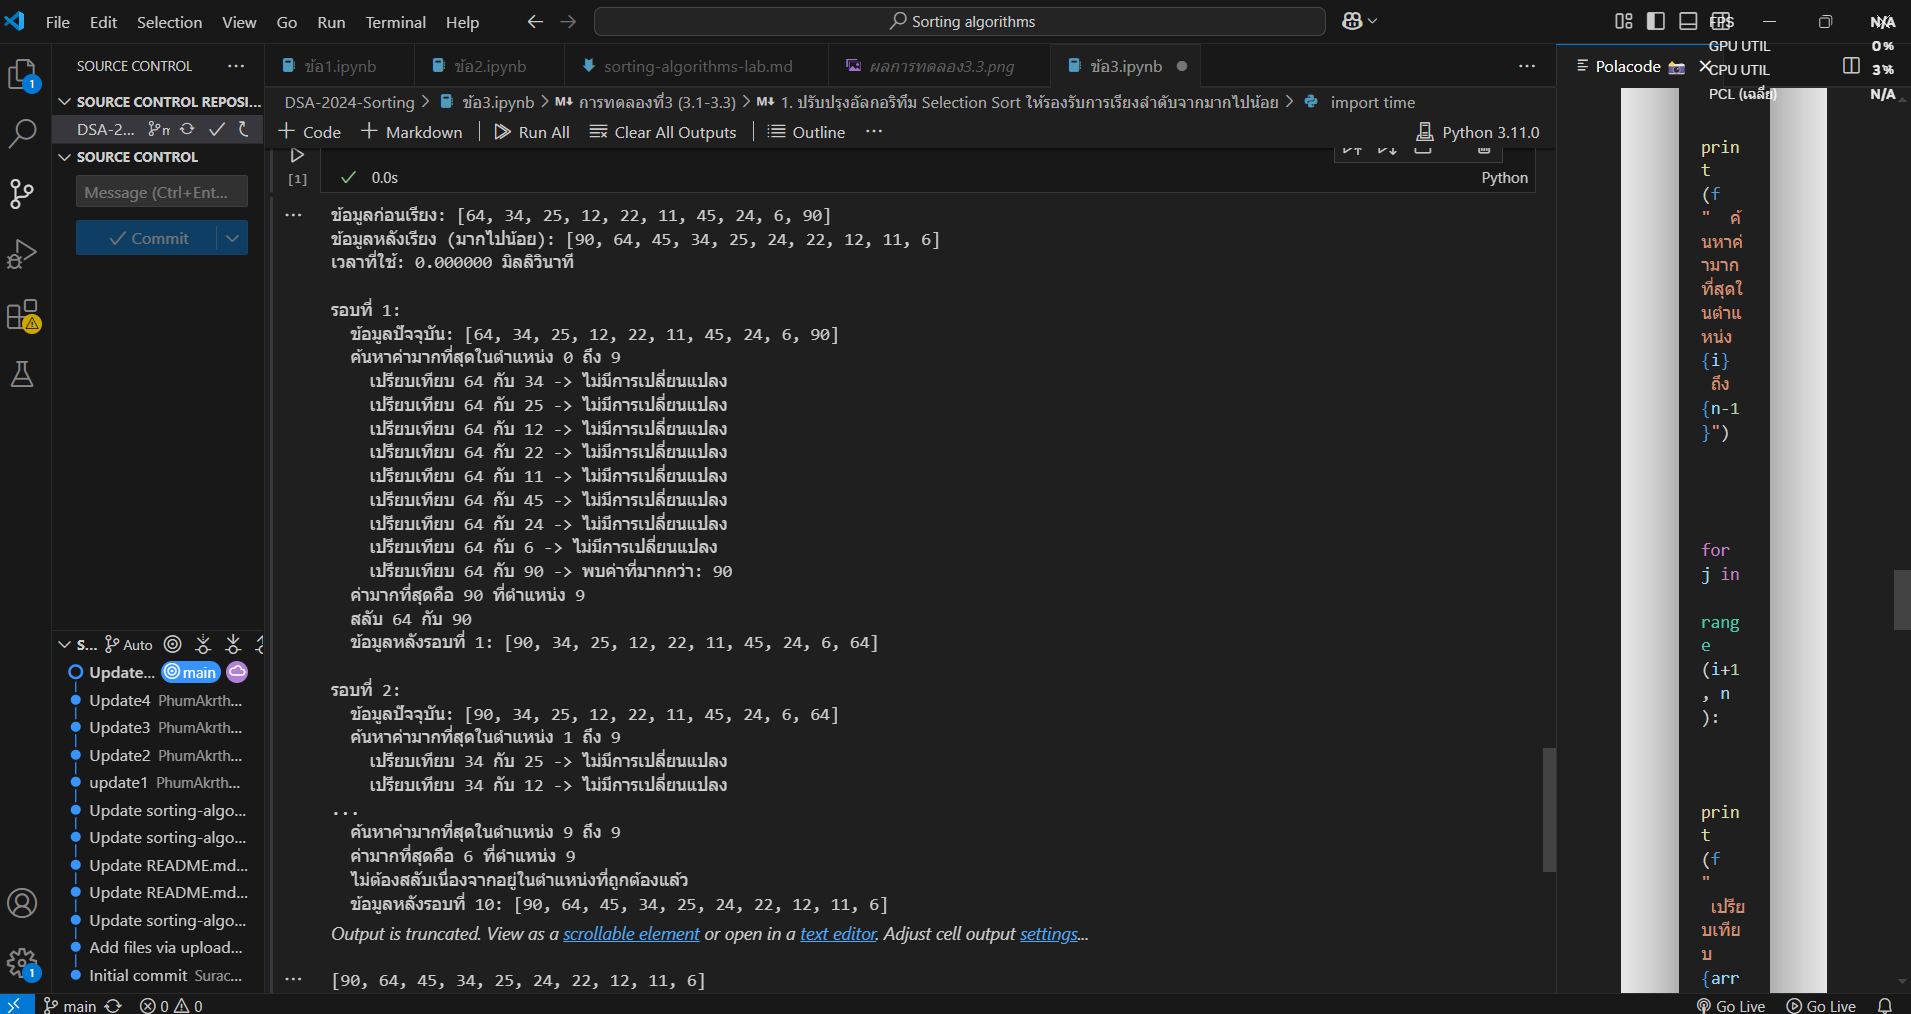 File Edit Selection View Go Run Terminal Help
Sorting algorithms
FPS N/A
GPU UTIL 0 %
CPU UTIL 3%
PCL (เฉลี่ย) N/A
SOURCE CONTROL
ข้อ1.ipynb
ข้อ2.ipynb
sorting-algorithms-lab.md
ผลการทดลอง3.3.png
ข้อ3.ipynb
Polacode
SOURCE CONTROL REPOSI...
DSA-2...
SOURCE CONTROL
Message (Ctrl+Ent...
Commit
DSA-2024-Sorting > ข้อ3.ipynb > M↓ การทดลองที่3 (3.1-3.3) > M↓ 1. ปรับปรุงอัลกอริทึม Selection Sort ให้รองรับการเรียงลำดับจากมากไปน้อย > import time
+ Code + Markdown Run All Clear All Outputs Outline ... Python 3.11.0
[1] 0.0s Python
ข้อมูลก่อนเรียง: [64, 34, 25, 12, 22, 11, 45, 24, 6, 90]
ข้อมูลหลังเรียง (มากไปน้อย): [90, 64, 45, 34, 25, 24, 22, 12, 11, 6]
เวลาที่ใช้: 0.000000 มิลลิวินาที
รอบที่ 1:
ข้อมูลปัจจุบัน: [64, 34, 25, 12, 22, 11, 45, 24, 6, 90]
ค้นหาค่ามากที่สุดในตำแหน่ง 0 ถึง 9
เปรียบเทียบ 64 กับ 34 -> ไม่มีการเปลี่ยนแปลง
เปรียบเทียบ 64 กับ 25 -> ไม่มีการเปลี่ยนแปลง
เปรียบเทียบ 64 กับ 12 -> ไม่มีการเปลี่ยนแปลง
เปรียบเทียบ 64 กับ 22 -> ไม่มีการเปลี่ยนแปลง
เปรียบเทียบ 64 กับ 11 -> ไม่มีการเปลี่ยนแปลง
เปรียบเทียบ 64 กับ 45 -> ไม่มีการเปลี่ยนแปลง
เปรียบเทียบ 64 กับ 24 -> ไม่มีการเปลี่ยนแปลง
เปรียบเทียบ 64 กับ 6 -> ไม่มีการเปลี่ยนแปลง
เปรียบเทียบ 64 กับ 90 -> พบค่าที่มากกว่า: 90
ค่ามากที่สุดคือ 90 ที่ตำแหน่ง 9
สลับ 64 กับ 90
ข้อมูลหลังรอบที่ 1: [90, 34, 25, 12, 22, 11, 45, 24, 6, 64]
รอบที่ 2:
ข้อมูลปัจจุบัน: [90, 34, 25, 12, 22, 11, 45, 24, 6, 64]
ค้นหาค่ามากที่สุดในตำแหน่ง 1 ถึง 9
เปรียบเทียบ 34 กับ 25 -> ไม่มีการเปลี่ยนแปลง
เปรียบเทียบ 34 กับ 12 -> ไม่มีการเปลี่ยนแปลง
...
ค้นหาค่ามากที่สุดในตำแหน่ง 9 ถึง 9
ค่ามากที่สุดคือ 6 ที่ตำแหน่ง 9
ไม่ต้องสลับเนื่องจากอยู่ในตำแหน่งที่ถูกต้องแล้ว
ข้อมูลหลังรอบที่ 10: [90, 64, 45, 34, 25, 24, 22, 12, 11, 6]
Output is truncated. View as a scrollable element or open in a text editor. Adjust cell output settings...
[90, 64, 45, 34, 25, 24, 22, 12, 11, 6]
prin
t
(f
" ค้
นหาค่
ามาก
ที่สุดใ
นตำแ
หน่ง
{i}
ถึง
{n-1
}")
for
j in
rang
e
(i+1
, n
):
prin
t
(f
"
เปรีย
บเทีย
บ
{arr
S... Auto
Update... main
Update4 PhumAkrth...
Update3 PhumAkrth...
Update2 PhumAkrth...
update1 PhumAkrth...
Update sorting-algo...
Update sorting-algo...
Update README.md...
Update README.md...
Update sorting-algo...
Add files via upload...
Initial commit Surac...
1
1
main 0 0 Go Live Go Live